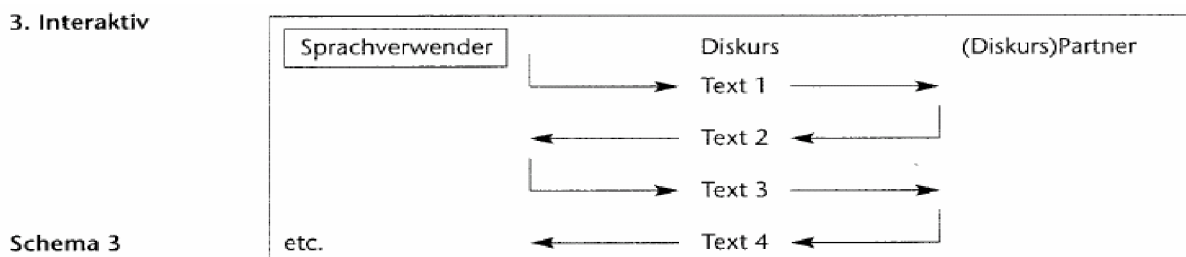 3. Interaktiv
Sprachverwender Diskurs (Diskurs)Partner
Text 1
Text 2
Text 3
Schema 3 etc. Text 4